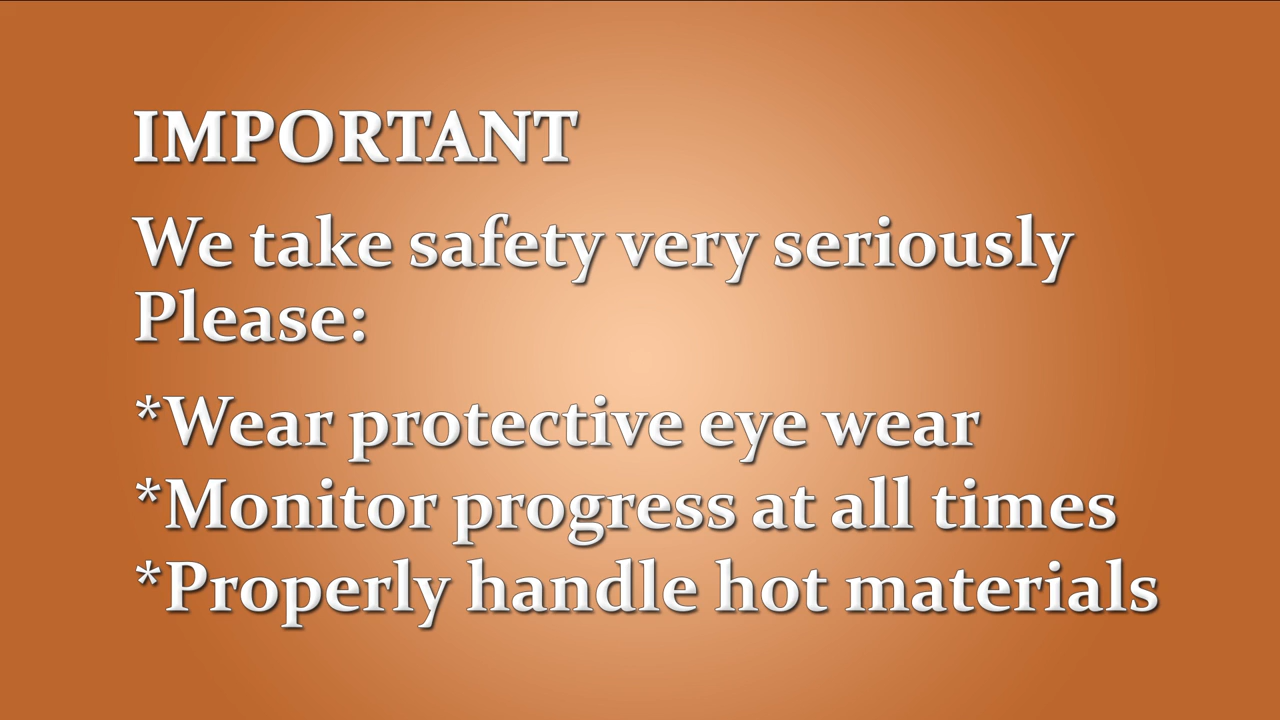 IMPORTANT
We take safety very seriously
Please:
*Wear protective eye wear
*Monitor progress at all times
*Properly handle hot materials